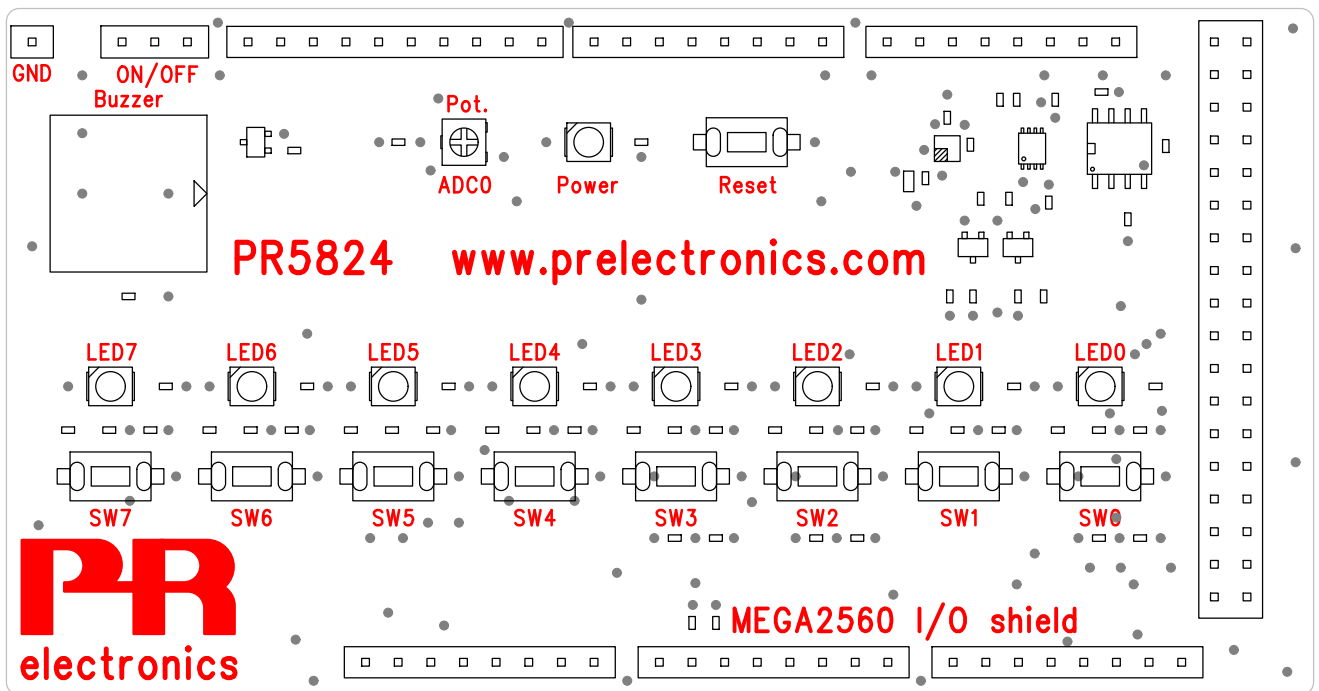 GND
ON/OFF
Buzzer
Pot.
ADC0
Power
Reset
PR5824 www.prelectronics.com
LED7 LED6 LED5 LED4 LED3 LED2 LED1 LED0
SW7 SW6 SW5 SW4 SW3 SW2 SW1 SW0
PR
electronics
MEGA2560 I/O shield